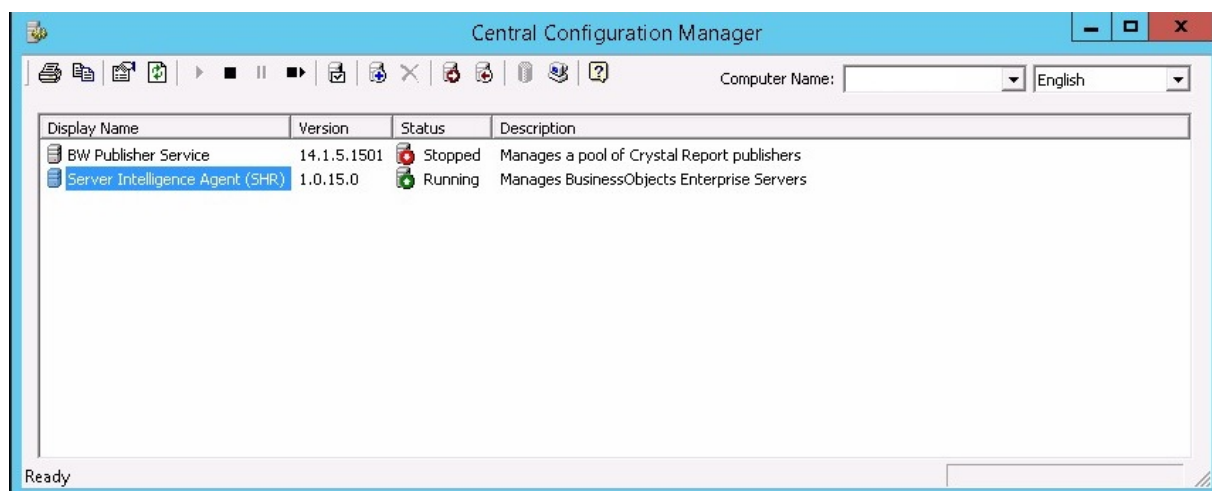 Central Configuration Manager
Computer Name: English
Display Name Version Status Description
BW Publisher Service 14.1.5.1501 Stopped Manages a pool of Crystal Report publishers
Server Intelligence Agent (SHR) 1.0.15.0 Running Manages BusinessObjects Enterprise Servers
Ready